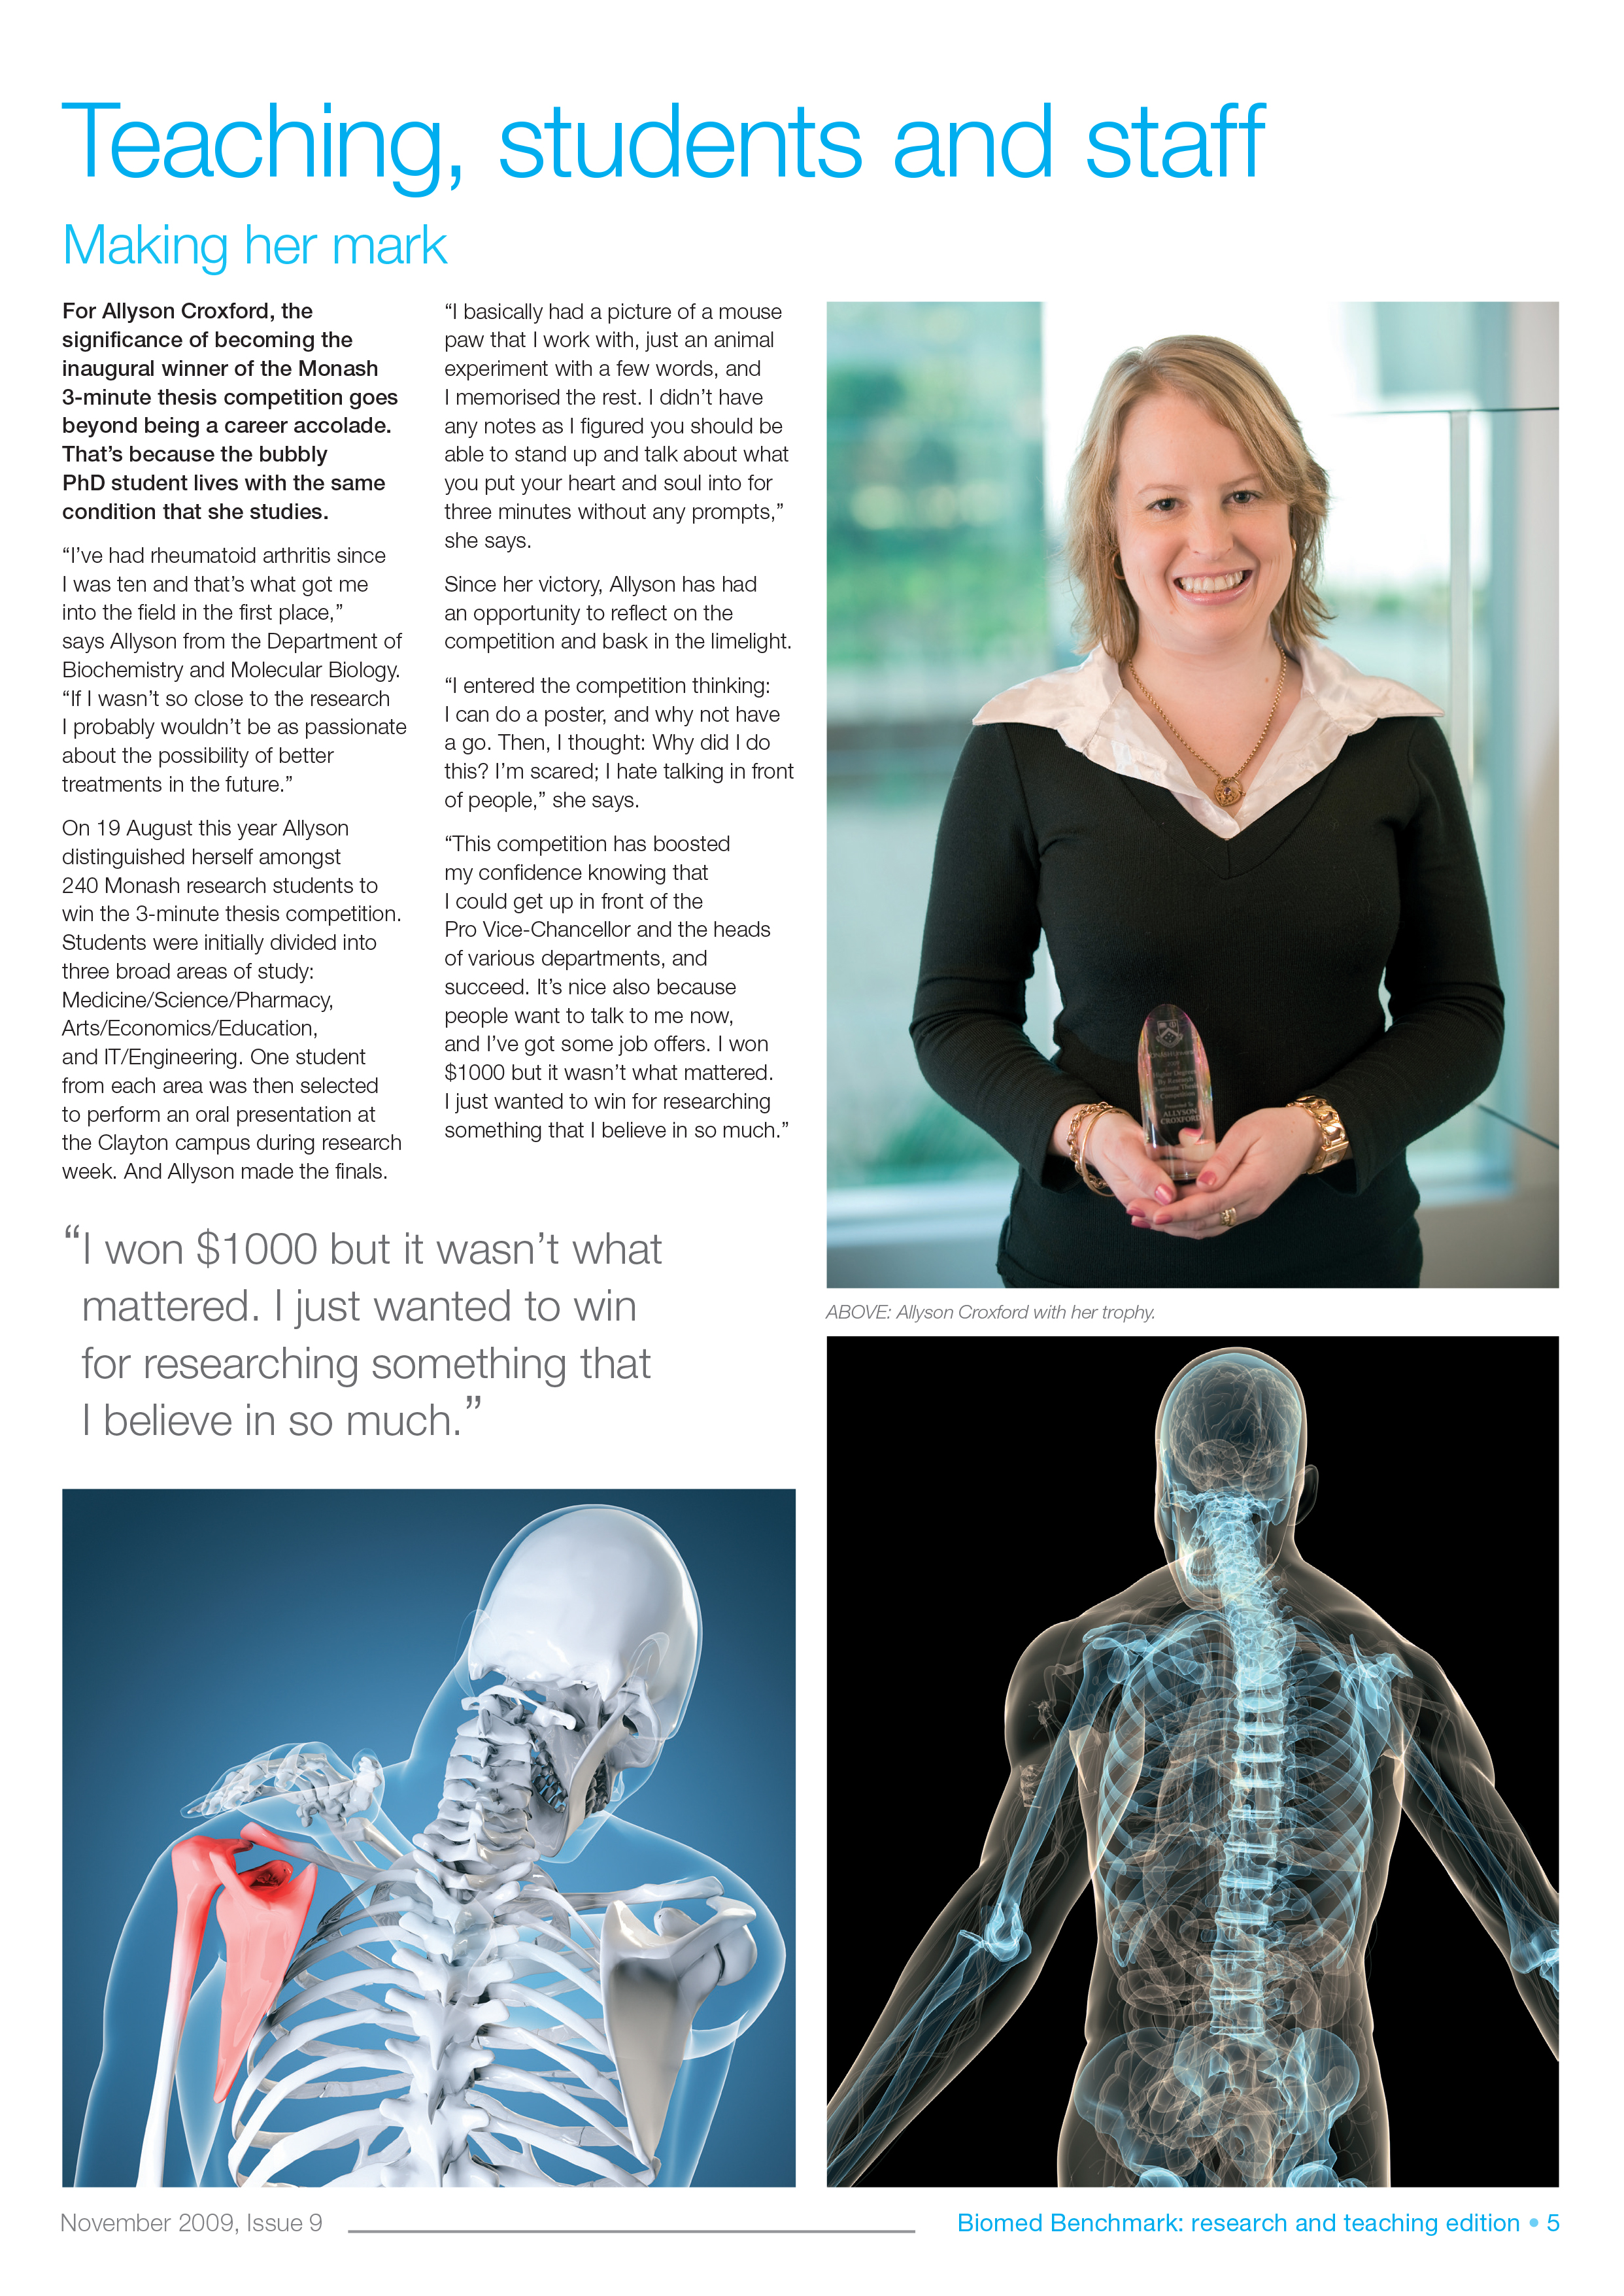 Teaching, students and staff
Making her mark
For Allyson Croxford, the
significance of becoming the
inaugural winner of the Monash
3-minute thesis competition goes
beyond being a career accolade.
That’s because the bubbly
PhD student lives with the same
condition that she studies.
“I’ve had rheumatoid arthritis since
I was ten and that’s what got me
into the field in the first place,”
says Allyson from the Department of
Biochemistry and Molecular Biology.
“If I wasn’t so close to the research
I probably wouldn’t be as passionate
about the possibility of better
treatments in the future.”
On 19 August this year Allyson
distinguished herself amongst
240 Monash research students to
win the 3-minute thesis competition.
Students were initially divided into
three broad areas of study:
Medicine/Science/Pharmacy,
Arts/Economics/Education,
and IT/Engineering. One student
from each area was then selected
to perform an oral presentation at
the Clayton campus during research
week. And Allyson made the finals.
“I basically had a picture of a mouse
paw that I work with, just an animal
experiment with a few words, and
I memorised the rest. I didn’t have
any notes as I figured you should be
able to stand up and talk about what
you put your heart and soul into for
three minutes without any prompts,”
she says.
Since her victory, Allyson has had
an opportunity to reflect on the
competition and bask in the limelight.
“I entered the competition thinking:
I can do a poster, and why not have
a go. Then, I thought: Why did I do
this? I’m scared; I hate talking in front
of people,” she says.
“This competition has boosted
my confidence knowing that
I could get up in front of the
Pro Vice-Chancellor and the heads
of various departments, and
succeed. It’s nice also because
people want to talk to me now,
and I’ve got some job offers. I won
$1000 but it wasn’t what mattered.
I just wanted to win for researching
something that I believe in so much.”
“I won $1000 but it wasn’t what
mattered. I just wanted to win
for researching something that
I believe in so much.”
ALLYSON
CROXFORD
ABOVE: Allyson Croxford with her trophy.
November 2009, Issue 9
Biomed Benchmark: research and teaching edition • 5